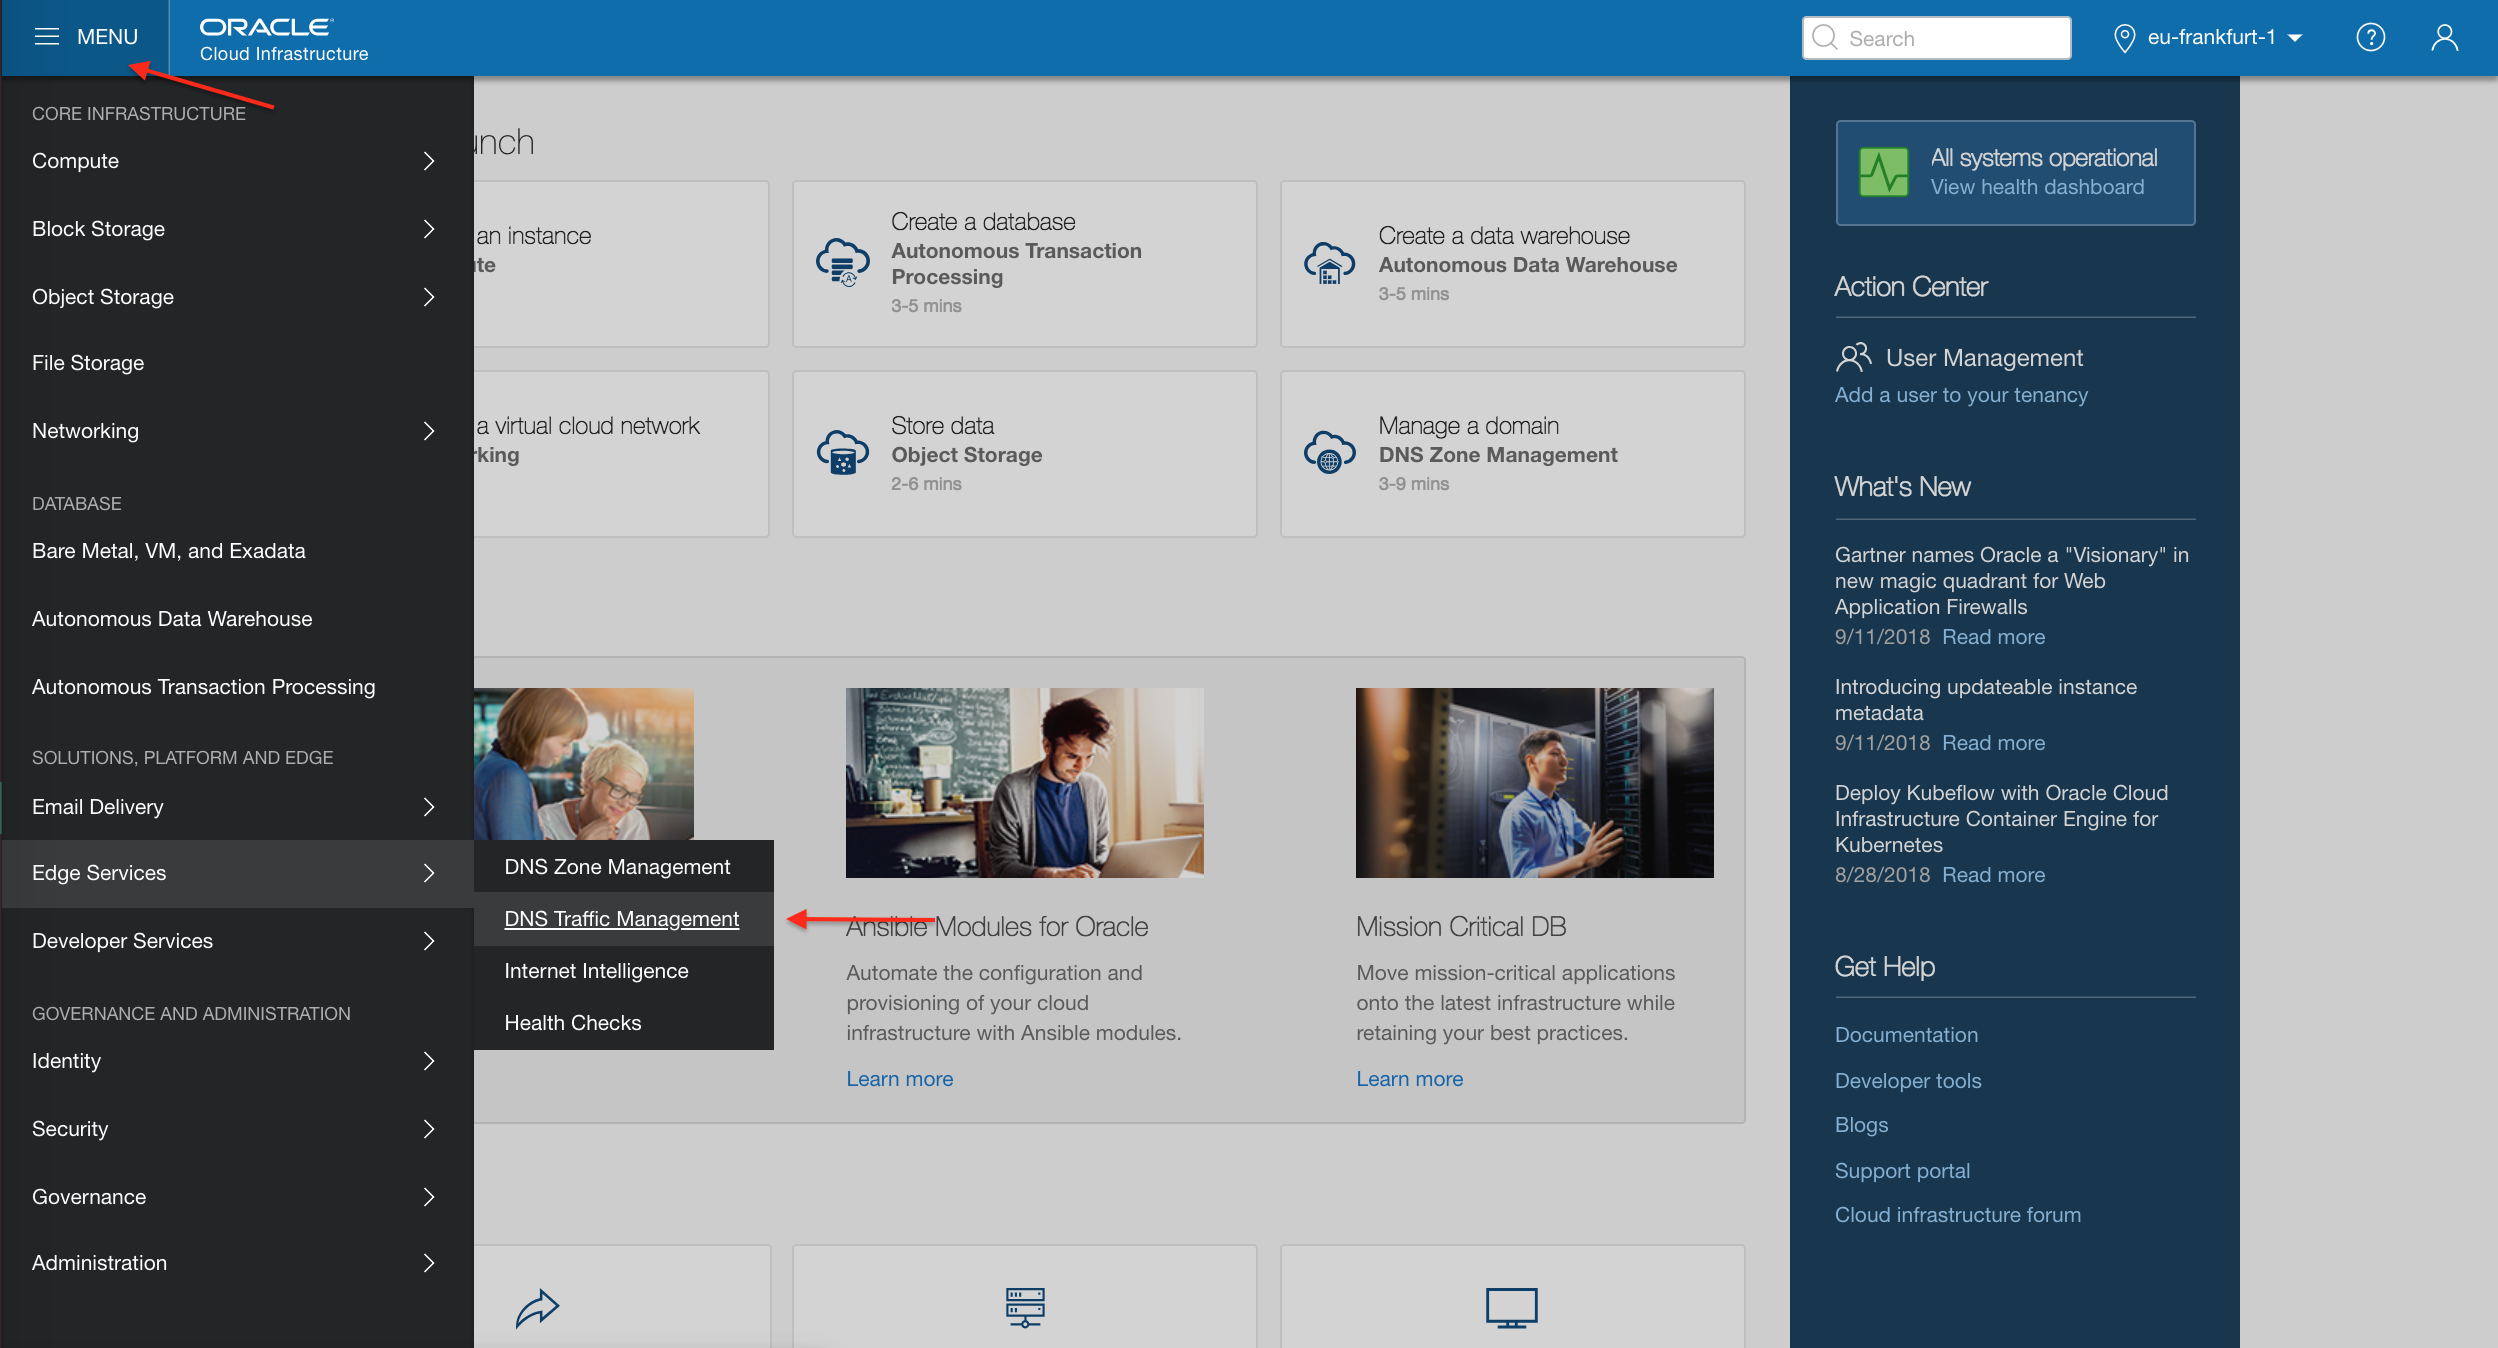 MENU
ORACLE
Cloud Infrastructure
Search
eu-frankfurt-1
?
CORE INFRASTRUCTURE
Compute
Block Storage
Object Storage
File Storage
Networking
DATABASE
Bare Metal, VM, and Exadata
Autonomous Data Warehouse
Autonomous Transaction Processing
SOLUTIONS, PLATFORM AND EDGE
Email Delivery
Edge Services
Developer Services
GOVERNANCE AND ADMINISTRATION
Identity
Security
Governance
Administration
DNS Zone Management
DNS Traffic Management
Internet Intelligence
Health Checks
unch
an instance
te
Create a database
Autonomous Transaction
Processing
3-5 mins
Create a data warehouse
Autonomous Data Warehouse
3-5 mins
a virtual cloud network
king
Store data
Object Storage
2-6 mins
Manage a domain
DNS Zone Management
3-9 mins
Ansible Modules for Oracle
Automate the configuration and
provisioning of your cloud
infrastructure with Ansible modules.
Learn more
Mission Critical DB
Move mission-critical applications
onto the latest infrastructure while
retaining your best practices.
Learn more
All systems operational
View health dashboard
Action Center
User Management
Add a user to your tenancy
What's New
Gartner names Oracle a "Visionary" in
new magic quadrant for Web
Application Firewalls
9/11/2018 Read more
Introducing updateable instance
metadata
9/11/2018 Read more
Deploy Kubeflow with Oracle Cloud
Infrastructure Container Engine for
Kubernetes
8/28/2018 Read more
Get Help
Documentation
Developer tools
Blogs
Support portal
Cloud infrastructure forum